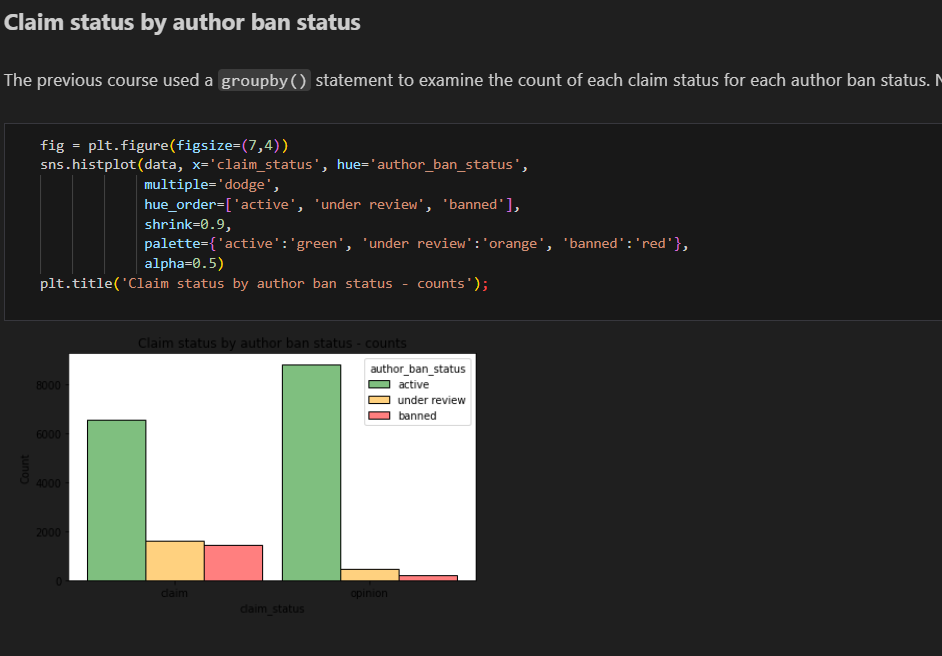 Claim status by author ban status
The previous course used a groupby() statement to examine the count of each claim status for each author ban status. N
fig = plt.figure(figsize=(7,4))
sns.histplot(data, x='claim_status', hue='author_ban_status',
multiple='dodge',
hue_order=['active', 'under review', 'banned'],
shrink=0.9,
palette={'active':'green', 'under review':'orange', 'banned':'red'},
alpha=0.5)
plt.title('Claim status by author ban status - counts');
Claim status by author ban status - counts
author_ban_status
active
under review
banned
8000
6000
4000
2000
0
Count
claim
opinion
claim_status